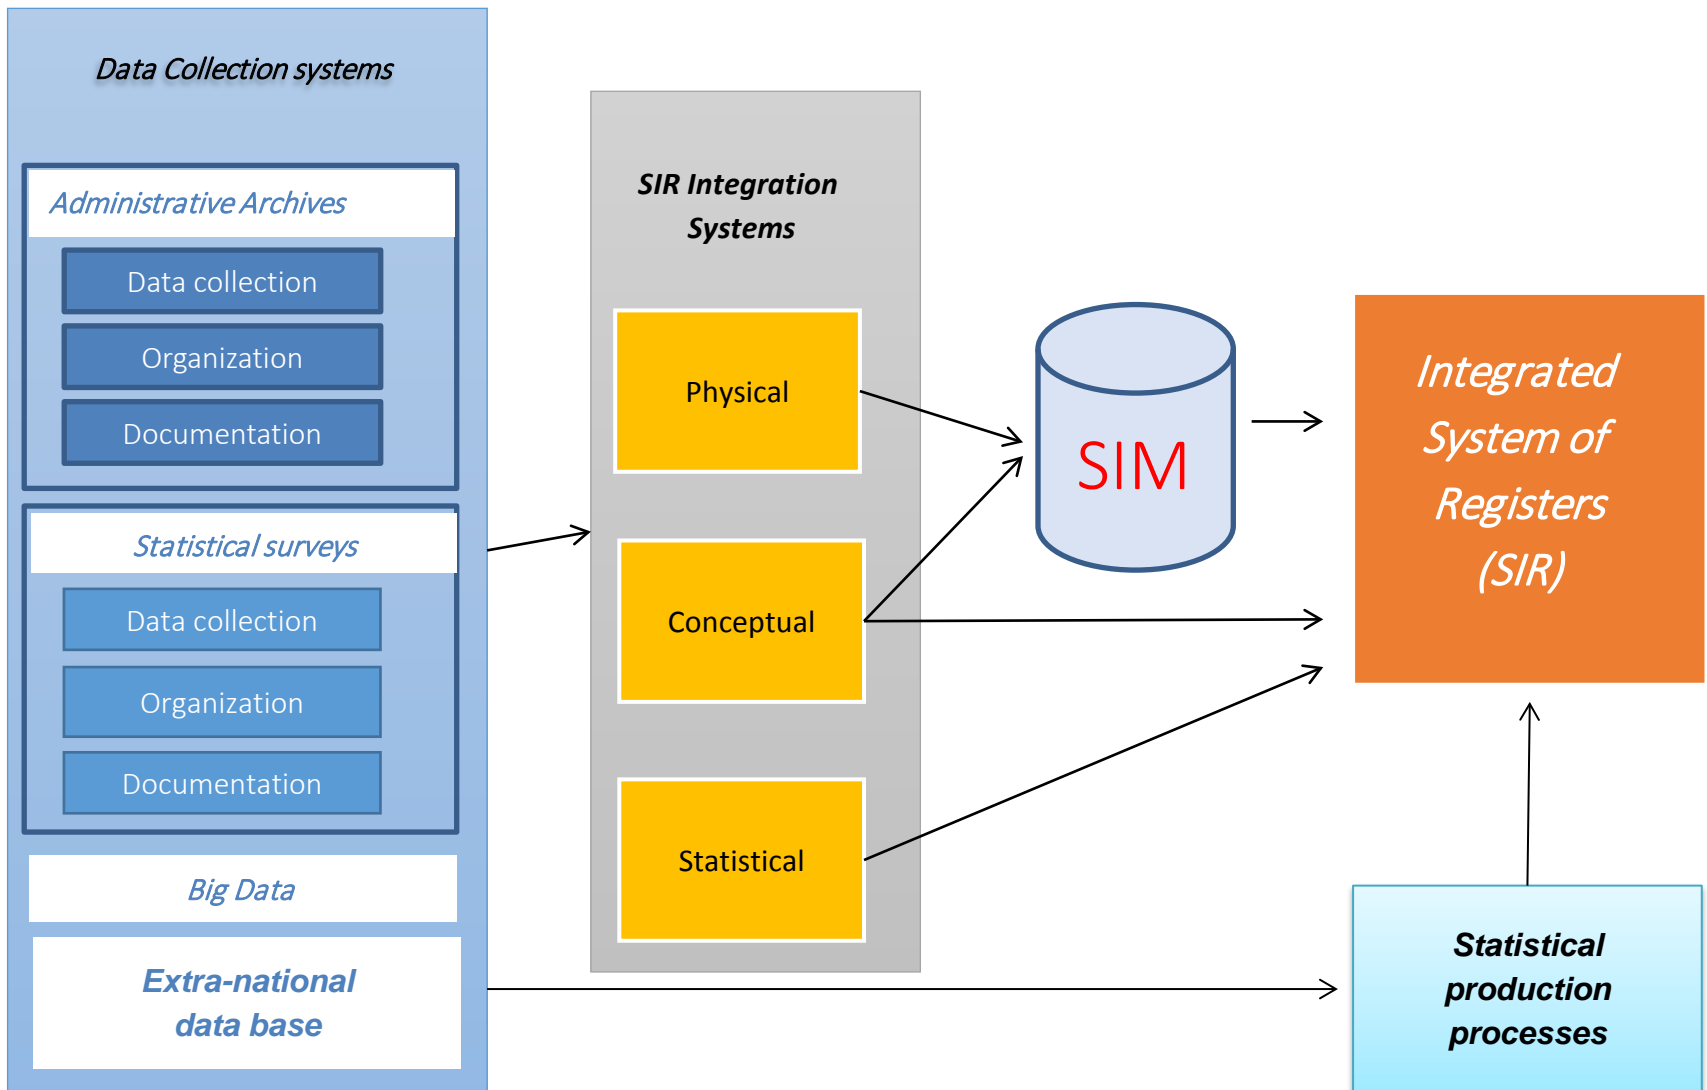 Data Collection systems
Administrative Archives
Data collection
Organization
Documentation
Statistical surveys
Data collection
Organization
Documentation
Big Data
Extra-national
data base
SIR Integration
Systems
Physical
Conceptual
Statistical
SIM
Integrated
System of
Registers
(SIR)
Statistical
production
processes